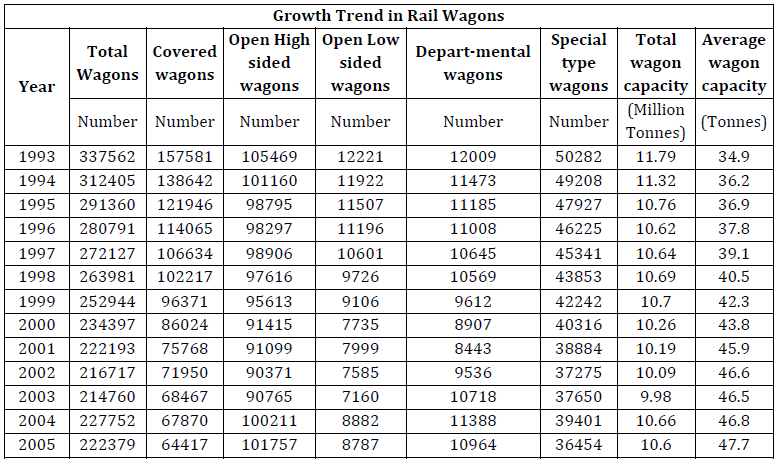 Growth Trend in Rail Wagons
Year Total Wagons Covered wagons Open High sided wagons Open Low sided wagons Depart-mental wagons Special type wagons Total wagon capacity Average wagon capacity
Number Number Number Number Number Number (Million Tonnes) (Tonnes)
1993 337562 157581 105469 12221 12009 50282 11.79 34.9
1994 312405 138642 101160 11922 11473 49208 11.32 36.2
1995 291360 121946 98795 11507 11185 47927 10.76 36.9
1996 280791 114065 98297 11196 11008 46225 10.62 37.8
1997 272127 106634 98906 10601 10645 45341 10.64 39.1
1998 263981 102217 97616 9726 10569 43853 10.69 40.5
1999 252944 96371 95613 9106 9612 42242 10.7 42.3
2000 234397 86024 91415 7735 8907 40316 10.26 43.8
2001 222193 75768 91099 7999 8443 38884 10.19 45.9
2002 216717 71950 90371 7585 9536 37275 10.09 46.6
2003 214760 68467 90765 7160 10718 37650 9.98 46.5
2004 227752 67870 100211 8882 11388 39401 10.66 46.8
2005 222379 64417 101757 8787 10964 36454 10.6 47.7